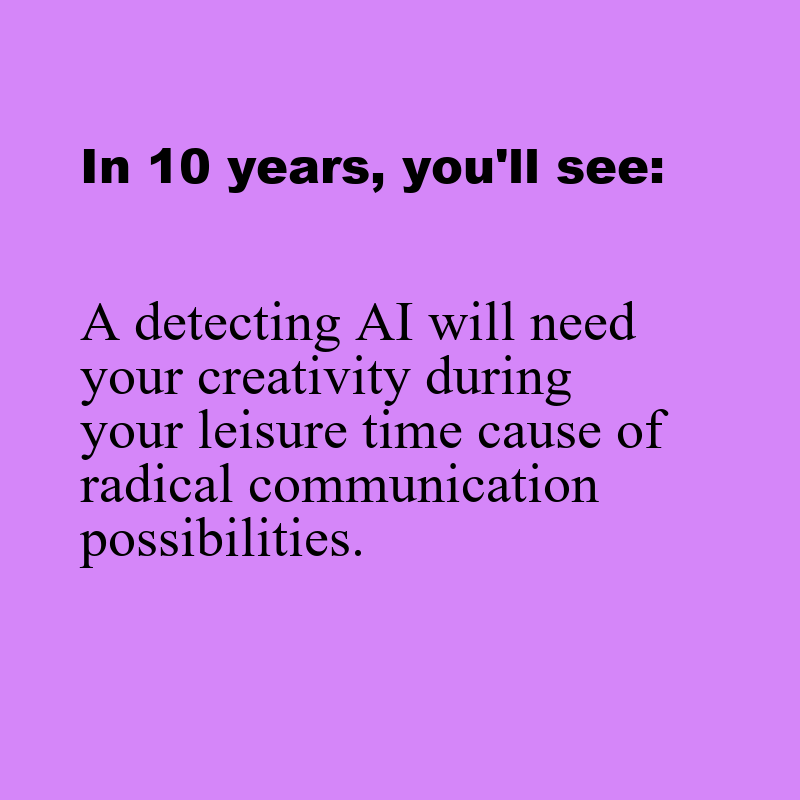 In 10 years, you'll see:
A detecting AI will need
your creativity during
your leisure time cause of
radical communication
possibilities.